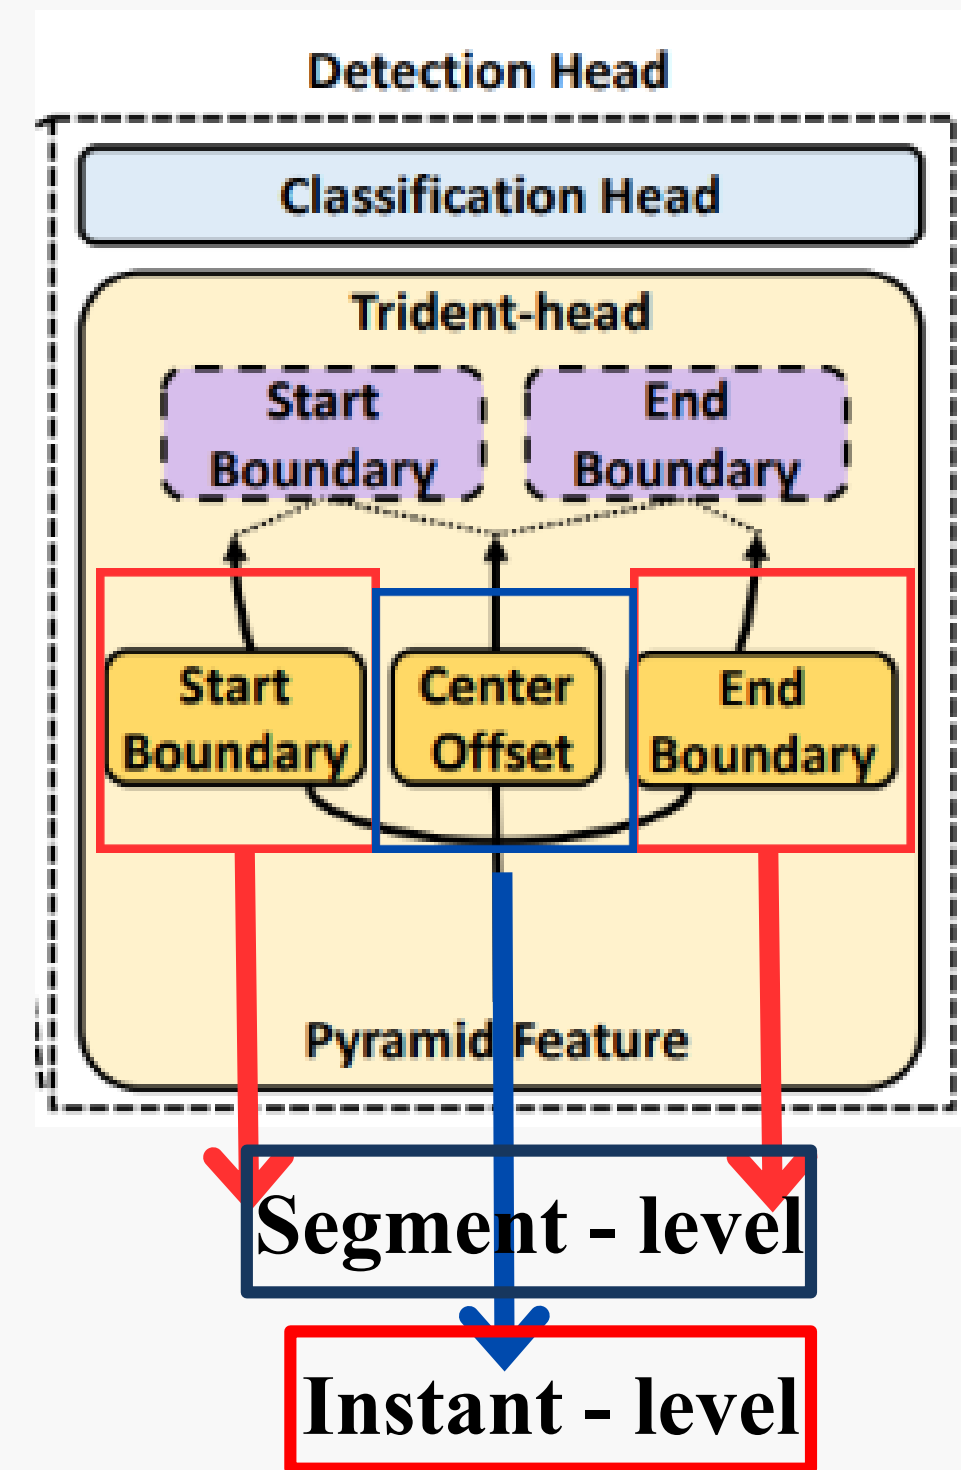 Detection Head
Classification Head
Trident-head
Start
Boundary
End
Boundary
Start
Boundary
Center
Offset
End
Boundary
Pyramid Feature
Segment - level
Instant - level